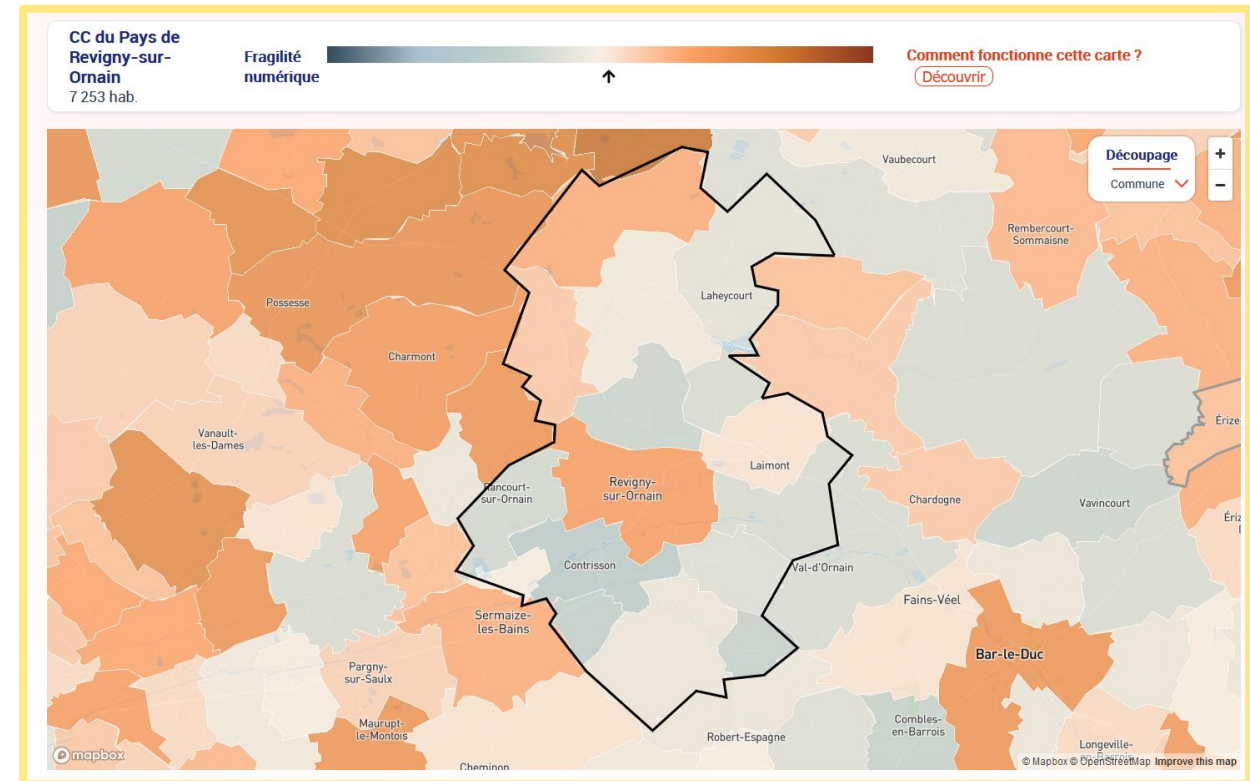 CC du Pays de
Revigny-sur-
Ornain
7 253 hab.
Fragilité
numérique
Comment fonctionne cette carte ?
Découvrir
Découpage
Commune
+
−
Vaubecourt
Rembercourt-
Sommaisne
Possesse
Laheycourt
Charmont
Érize-
Vanault-
les-Dames
Laimont
Rancourt-
sur-Ornain
Revigny-
sur-Ornain
Chardogne
Vavincourt
Ériz
Contrisson
Val-d'Ornain
Fains-Véel
Sermaize-
les-Bains
Bar-le-Duc
Pargny-
sur-Saulx
Maurupt-
le-Montois
Combles-
en-Barrois
Robert-Espagne
Longeville-
mapbox
Cheminon
© Mapbox © OpenStreetMap Improve this map